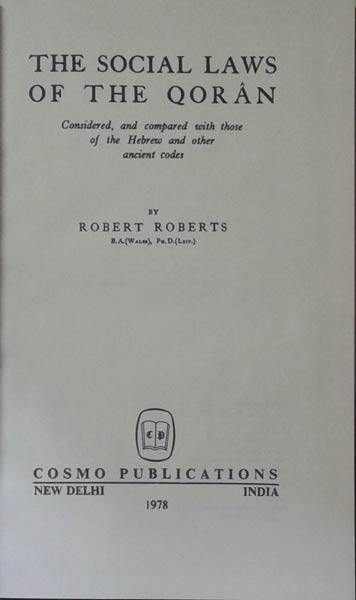 THE SOCIAL LAWS
OF THE QORÂN
Considered, and compared with those
of the Hebrew and other
ancient codes
BY
ROBERT ROBERTS
B.A.(WALES), PH.D.(LEIP.)
C P
COSMO PUBLICATIONS
NEW DELHI INDIA
1978